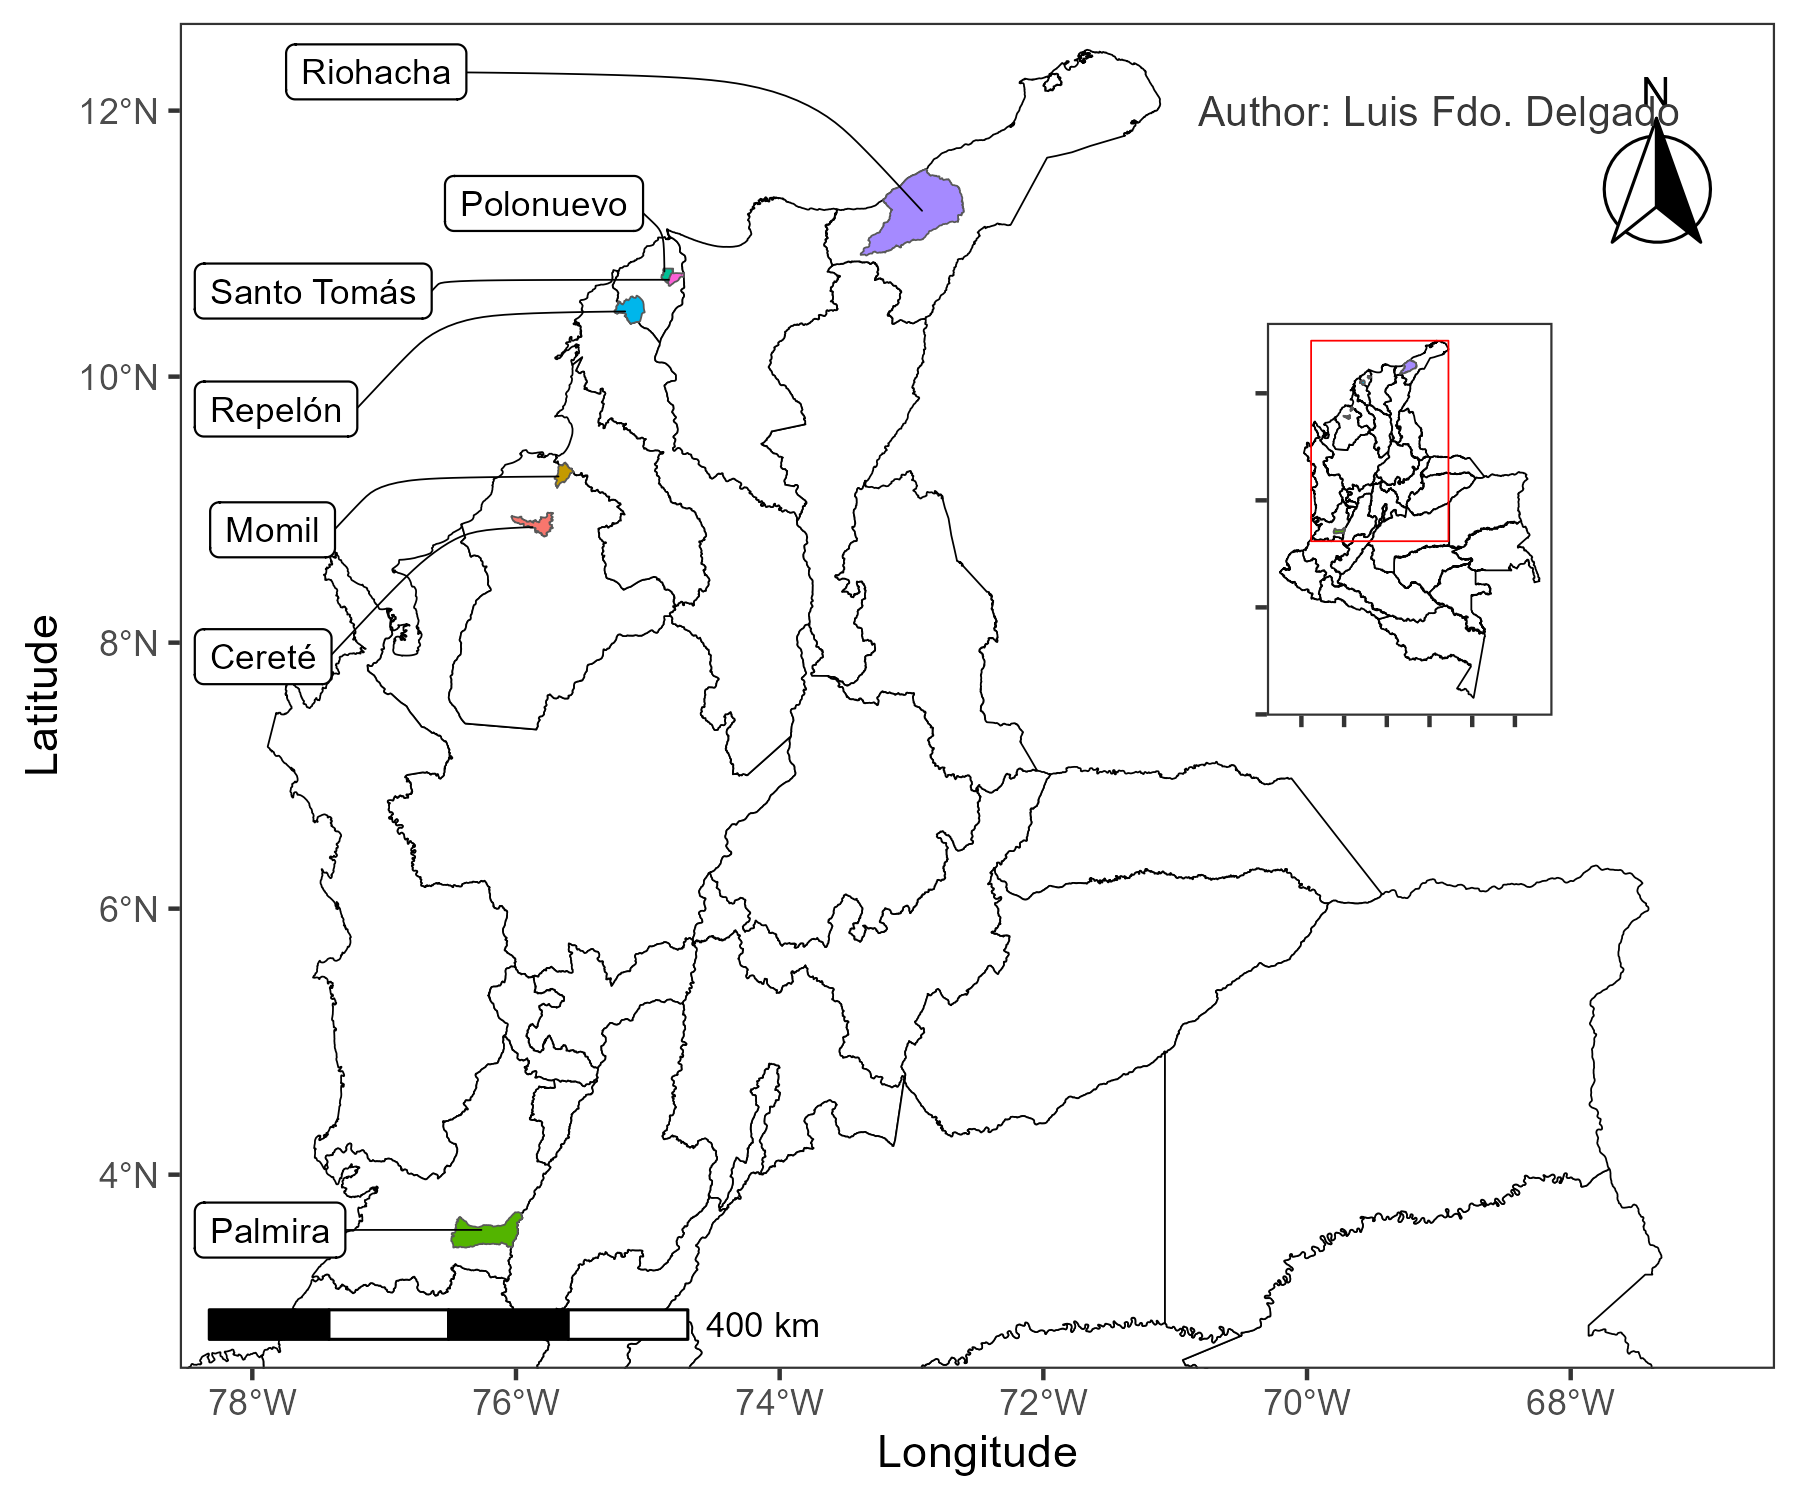 Riohacha
N
12°N
Author: Luis Fdo. Delgado
Polonuevo
Santo Tomás
10°N
Repelón
Momil
8°N
Cereté
Latitude
6°N
4°N
Palmira
400 km
78°W
76°W
74°W
72°W
70°W
68°W
Longitude